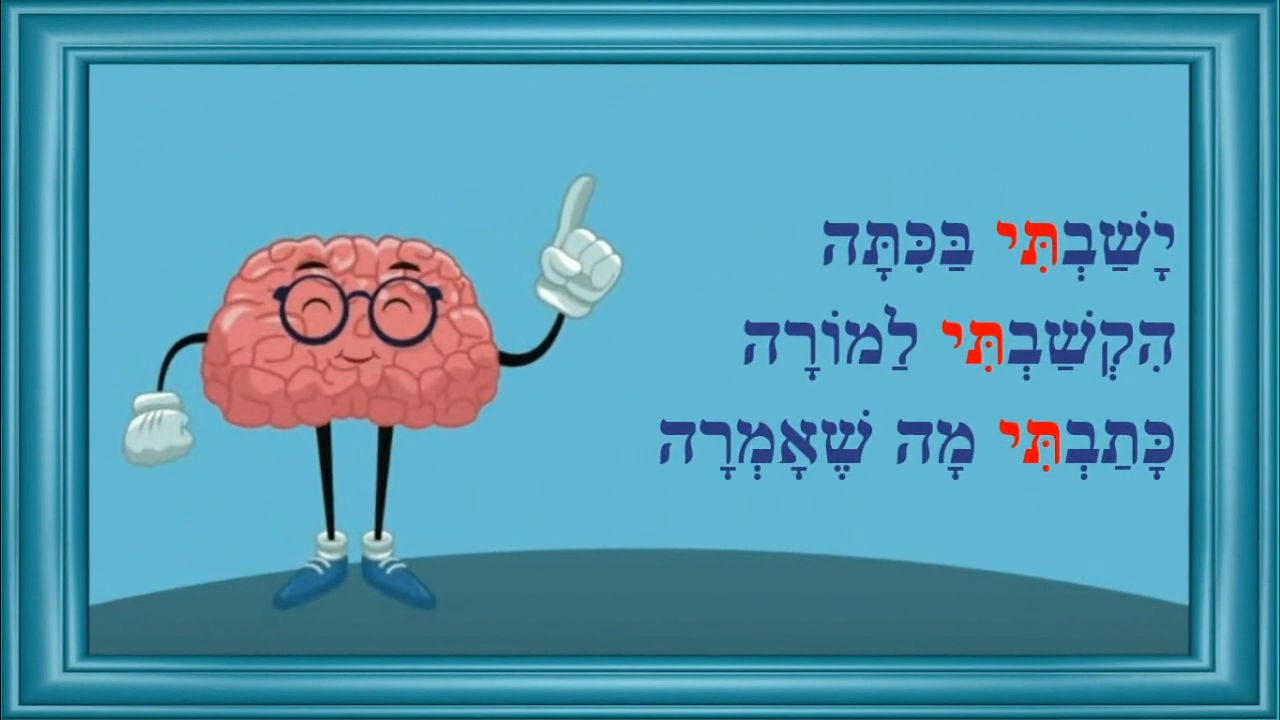 יָשַׁבְתִּי בַּכִּתָּה
הִקְשַׁבְתִּי לַמּוֹרָה
כָּתַבְתִּי מָה שֶׁאָמְרָה